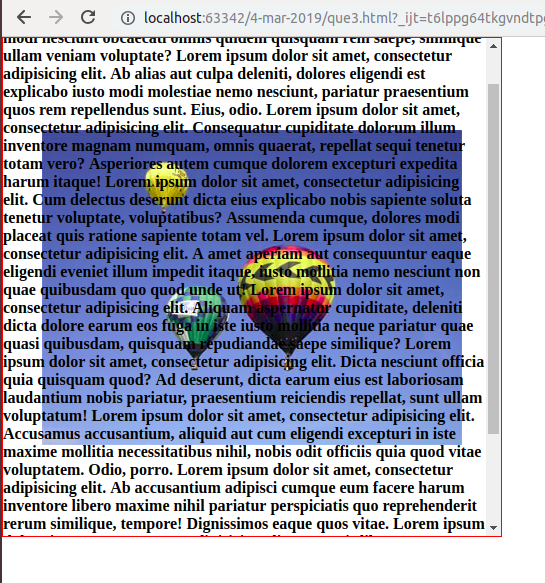 localhost:63342/4-mar-2019/que3.html?_ijt=t6lppg64tkgvndtpg
modi nesciunt obcaecati omnis quidem quisquam rem saepe, similique
ullam veniam voluptate? Lorem ipsum dolor sit amet, consectetur
adipisicing elit. Ab alias aut culpa deleniti, dolores eligendi est
explicabo iusto modi molestiae nemo nesciunt, pariatur praesentium
quos rem repellendus sunt. Eius, odio. Lorem ipsum dolor sit amet,
consectetur adipisicing elit. Consequatur cupiditate dolorum illum
inventore magnam numquam, omnis quaerat, repellat sequi tenetur
totam vero? Asperiores autem cumque dolorem excepturi expedita
harum itaque! Lorem ipsum dolor sit amet, consectetur adipisicing
elit. Cum delectus deserunt dicta eius explicabo nobis sapiente soluta
tenetur voluptate, voluptatibus? Assumenda cumque, dolores modi
placeat quis ratione sapiente totam vel. Lorem ipsum dolor sit amet,
consectetur adipisicing elit. A amet aperiam aut consequuntur eaque
eligendi eveniet illum impedit itaque, iusto mollitia nemo nesciunt non
quae quibusdam quo quod unde ut! Lorem ipsum dolor sit amet,
consectetur adipisicing elit. Aliquam aspernatur cupiditate, deleniti
dicta dolore earum eos fuga in iste iusto mollitia neque pariatur quae
quasi quibusdam, quisquam repudiandae saepe similique? Lorem
ipsum dolor sit amet, consectetur adipisicing elit. Dicta nesciunt officia
quia quisquam quod? Ad deserunt, dicta earum eius est laboriosam
laudantium nobis pariatur, praesentium reiciendis repellat, sunt ullam
voluptatum! Lorem ipsum dolor sit amet, consectetur adipisicing elit.
Accusamus accusantium, aliquid aut cum eligendi excepturi in iste
maxime mollitia necessitatibus nihil, nobis odit officiis quia quod vitae
voluptatem. Odio, porro. Lorem ipsum dolor sit amet, consectetur
adipisicing elit. Ab accusantium adipisci cumque eum facere harum
inventore libero maxime nihil pariatur perspiciatis quo reprehenderit
rerum similique, tempore! Dignissimos eaque quos vitae. Lorem ipsum